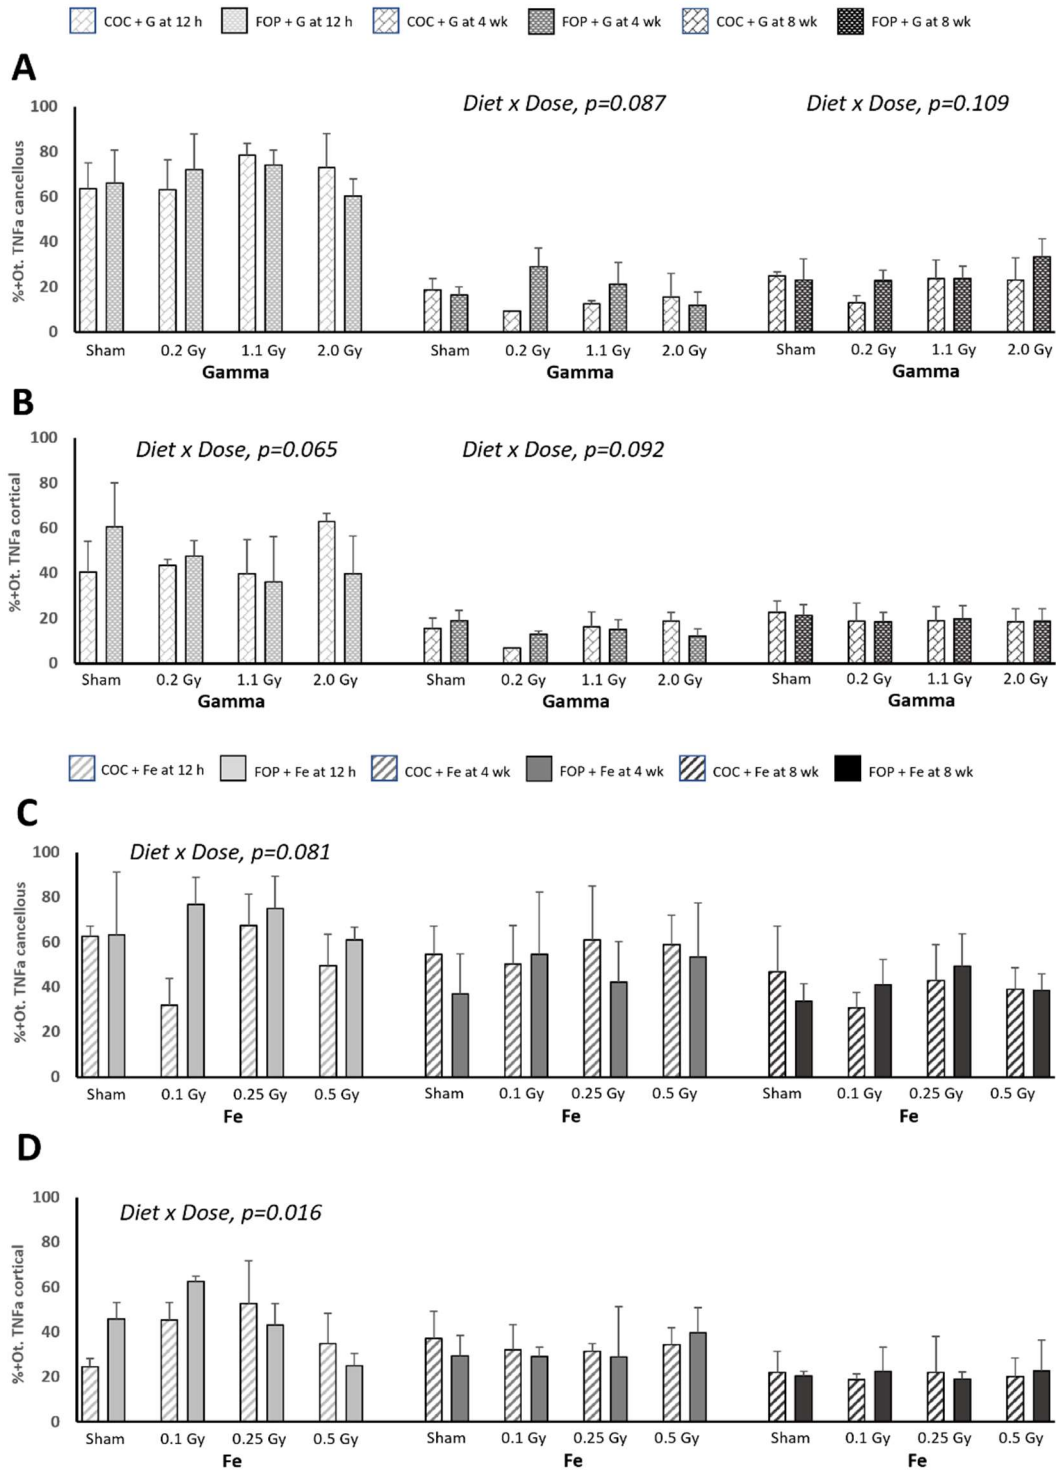 COC + G at 12 h FOP + G at 12 h COC + G at 4 wk FOP + G at 4 wk COC + G at 8 wk FOP + G at 8 wk
A
Diet x Dose, p=0.087 Diet x Dose, p=0.109
%+Ot. TNFa cancellous
100
80
60
40
20
0
Sham 0.2 Gy 1.1 Gy 2.0 Gy Sham 0.2 Gy 1.1 Gy 2.0 Gy Sham 0.2 Gy 1.1 Gy 2.0 Gy
Gamma Gamma Gamma
B
Diet x Dose, p=0.065 Diet x Dose, p=0.092
%+Ot. TNFa cortical
100
80
60
40
20
0
Sham 0.2 Gy 1.1 Gy 2.0 Gy Sham 0.2 Gy 1.1 Gy 2.0 Gy Sham 0.2 Gy 1.1 Gy 2.0 Gy
Gamma Gamma Gamma
COC + Fe at 12 h FOP + Fe at 12 h COC + Fe at 4 wk FOP + Fe at 4 wk COC + Fe at 8 wk FOP + Fe at 8 wk
C
Diet x Dose, p=0.081
%+Ot. TNFa cancellous
100
80
60
40
20
0
Sham 0.1 Gy 0.25 Gy 0.5 Gy Sham 0.1 Gy 0.25 Gy 0.5 Gy Sham 0.1 Gy 0.25 Gy 0.5 Gy
Fe Fe Fe
D
Diet x Dose, p=0.016
%+Ot. TNFa cortical
100
80
60
40
20
0
Sham 0.1 Gy 0.25 Gy 0.5 Gy Sham 0.1 Gy 0.25 Gy 0.5 Gy Sham 0.1 Gy 0.25 Gy 0.5 Gy
Fe Fe Fe